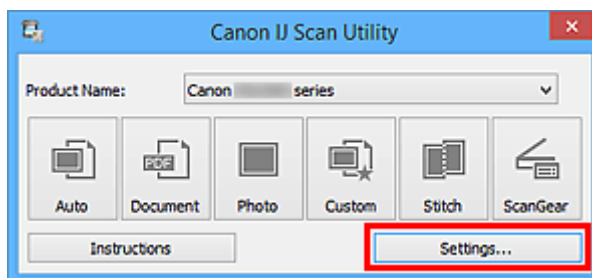 Canon IJ Scan Utility
Product Name: Canon series
PDF
Auto Document Photo Custom Stitch ScanGear
Instructions Settings...